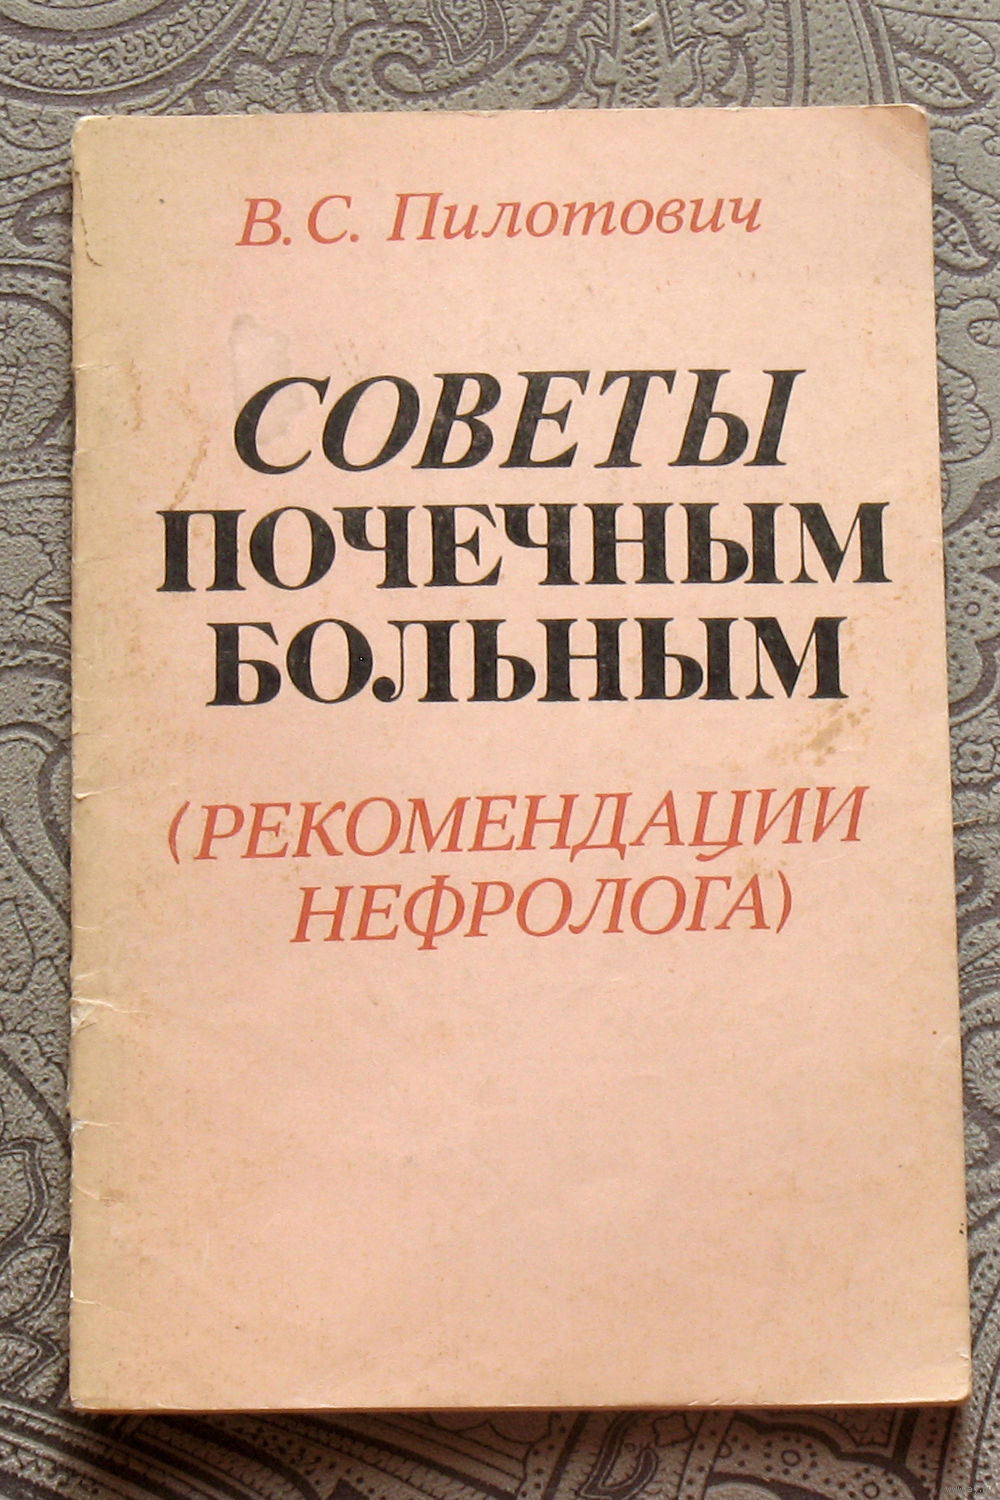 В. С. Пилотович
СОВЕТЫ
ПОЧЕЧНЫМ
БОЛЬНЫМ
(РЕКОМЕНДАЦИИ
НЕФРОЛОГА)